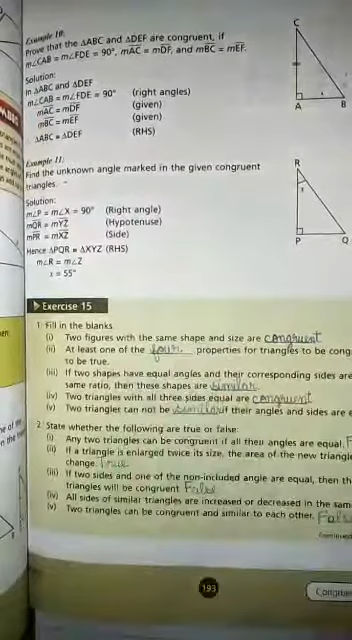 Example 10:
Prove that the ΔABC and ΔDEF are congruent, if
m∠CAB = m∠FDE = 90°, mAC = mDF, and mBC = mEF.
Solution:
In ΔABC and ΔDEF
m∠CAB = m∠FDE = 90° (right angles)
mAC = mDF (given)
mBC = mEF (given)
ΔABC ≅ ΔDEF (RHS)
C
A B
Example 11:
Find the unknown angle marked in the given congruent
triangles.
Solution:
m∠P = m∠X = 90° (Right angle)
mQR = mYZ (Hypotenuse)
mPR = mXZ (Side)
Hence ΔPQR ≅ ΔXYZ (RHS)
m∠R = m∠Z
x = 55°
R
x
P Q
Exercise 15
1. Fill in the blanks.
(i) Two figures with the same shape and size are congruent
(ii) At least one of the four properties for triangles to be
to be true.
(iii) If two shapes have equal angles and their corresponding sides are
same ratio, then these shapes are similar
(iv) Two triangles with all three sides equal are congruent
(v) Two triangles can not be similar if their angles and sides are
2. State whether the following are true or false:
(i) Any two triangles can be congruent if all their angles are equal.
(ii) If a triangle is enlarged twice its size, the area of the new triangle
change. True
(iii) If two sides and one of the non-included angle are equal, then
triangles will be congruent False
(iv) All sides of similar triangles are increased or decreased in the
(v) Two triangles can be congruent and similar to each other.
193